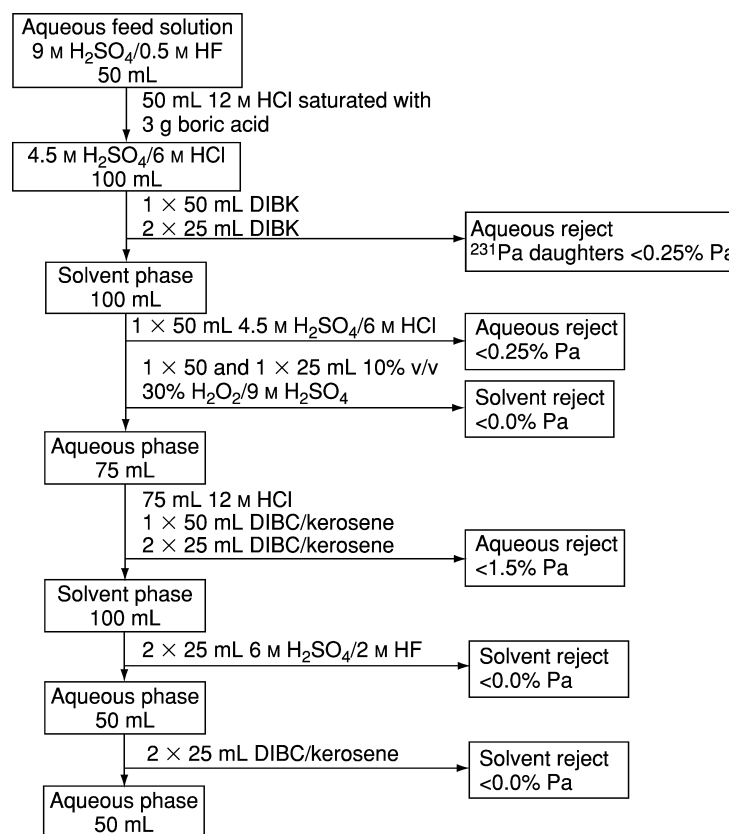 Aqueous feed solution
9 M H₂SO₄/0.5 M HF
50 mL
50 mL 12 M HCl saturated with
3 g boric acid
4.5 M H₂SO₄/6 M HCl
100 mL
1 × 50 mL DIBK
2 × 25 mL DIBK
Aqueous reject
²³¹Pa daughters <0.25% Pa
Solvent phase
100 mL
1 × 50 mL 4.5 M H₂SO₄/6 M HCl
Aqueous reject
<0.25% Pa
1 × 50 and 1 × 25 mL 10% v/v
30% H₂O₂/9 M H₂SO₄
Solvent reject
<0.0% Pa
Aqueous phase
75 mL
75 mL 12 M HCl
1 × 50 mL DIBC/kerosene
2 × 25 mL DIBC/kerosene
Aqueous reject
<1.5% Pa
Solvent phase
100 mL
2 × 25 mL 6 M H₂SO₄/2 M HF
Solvent reject
<0.0% Pa
Aqueous phase
50 mL
2 × 25 mL DIBC/kerosene
Solvent reject
<0.0% Pa
Aqueous phase
50 mL